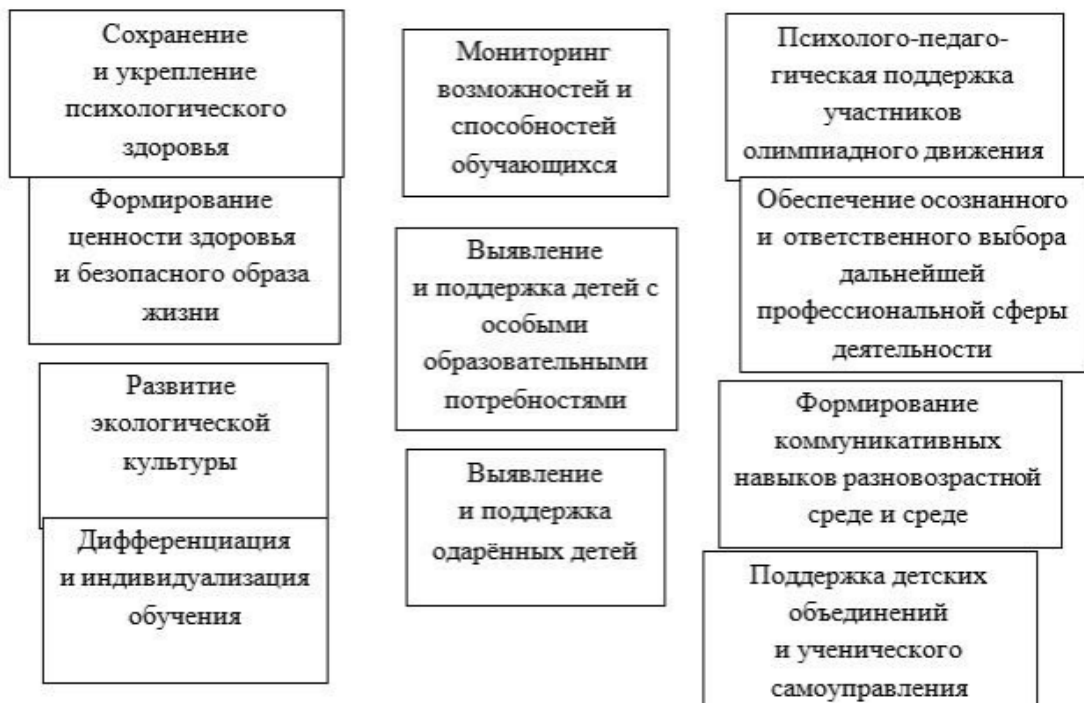 Сохранение
и укрепление
психологического
здоровья
Формирование
ценности здоровья
и безопасного образа
жизни
Развитие
экологической
культуры
Дифференциация
и индивидуализация
обучения
Мониторинг
возможностей и
способностей
обучающихся
Выявление
и поддержка детей с
особыми
образовательными
потребностями
Выявление
и поддержка
одарённых детей
Психолого-педаго-
гическая поддержка
участников
олимпиадного движения
Обеспечение осознанного
и ответственного выбора
дальнейшей
профессиональной сферы
деятельности
Формирование
коммуникативных
навыков разновозрастной
среде и среде
Поддержка детских
объединений
и ученического
самоуправления